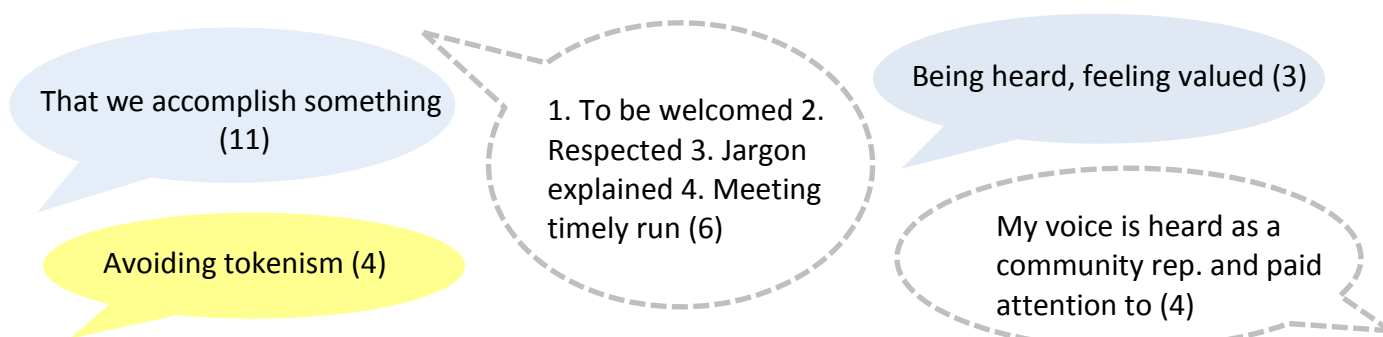 That we accomplish something
(11)
1. To be welcomed 2.
Respected 3. Jargon
explained 4. Meeting
timely run (6)
Being heard, feeling valued (3)
Avoiding tokenism (4)
My voice is heard as a
community rep. and paid
attention to (4)